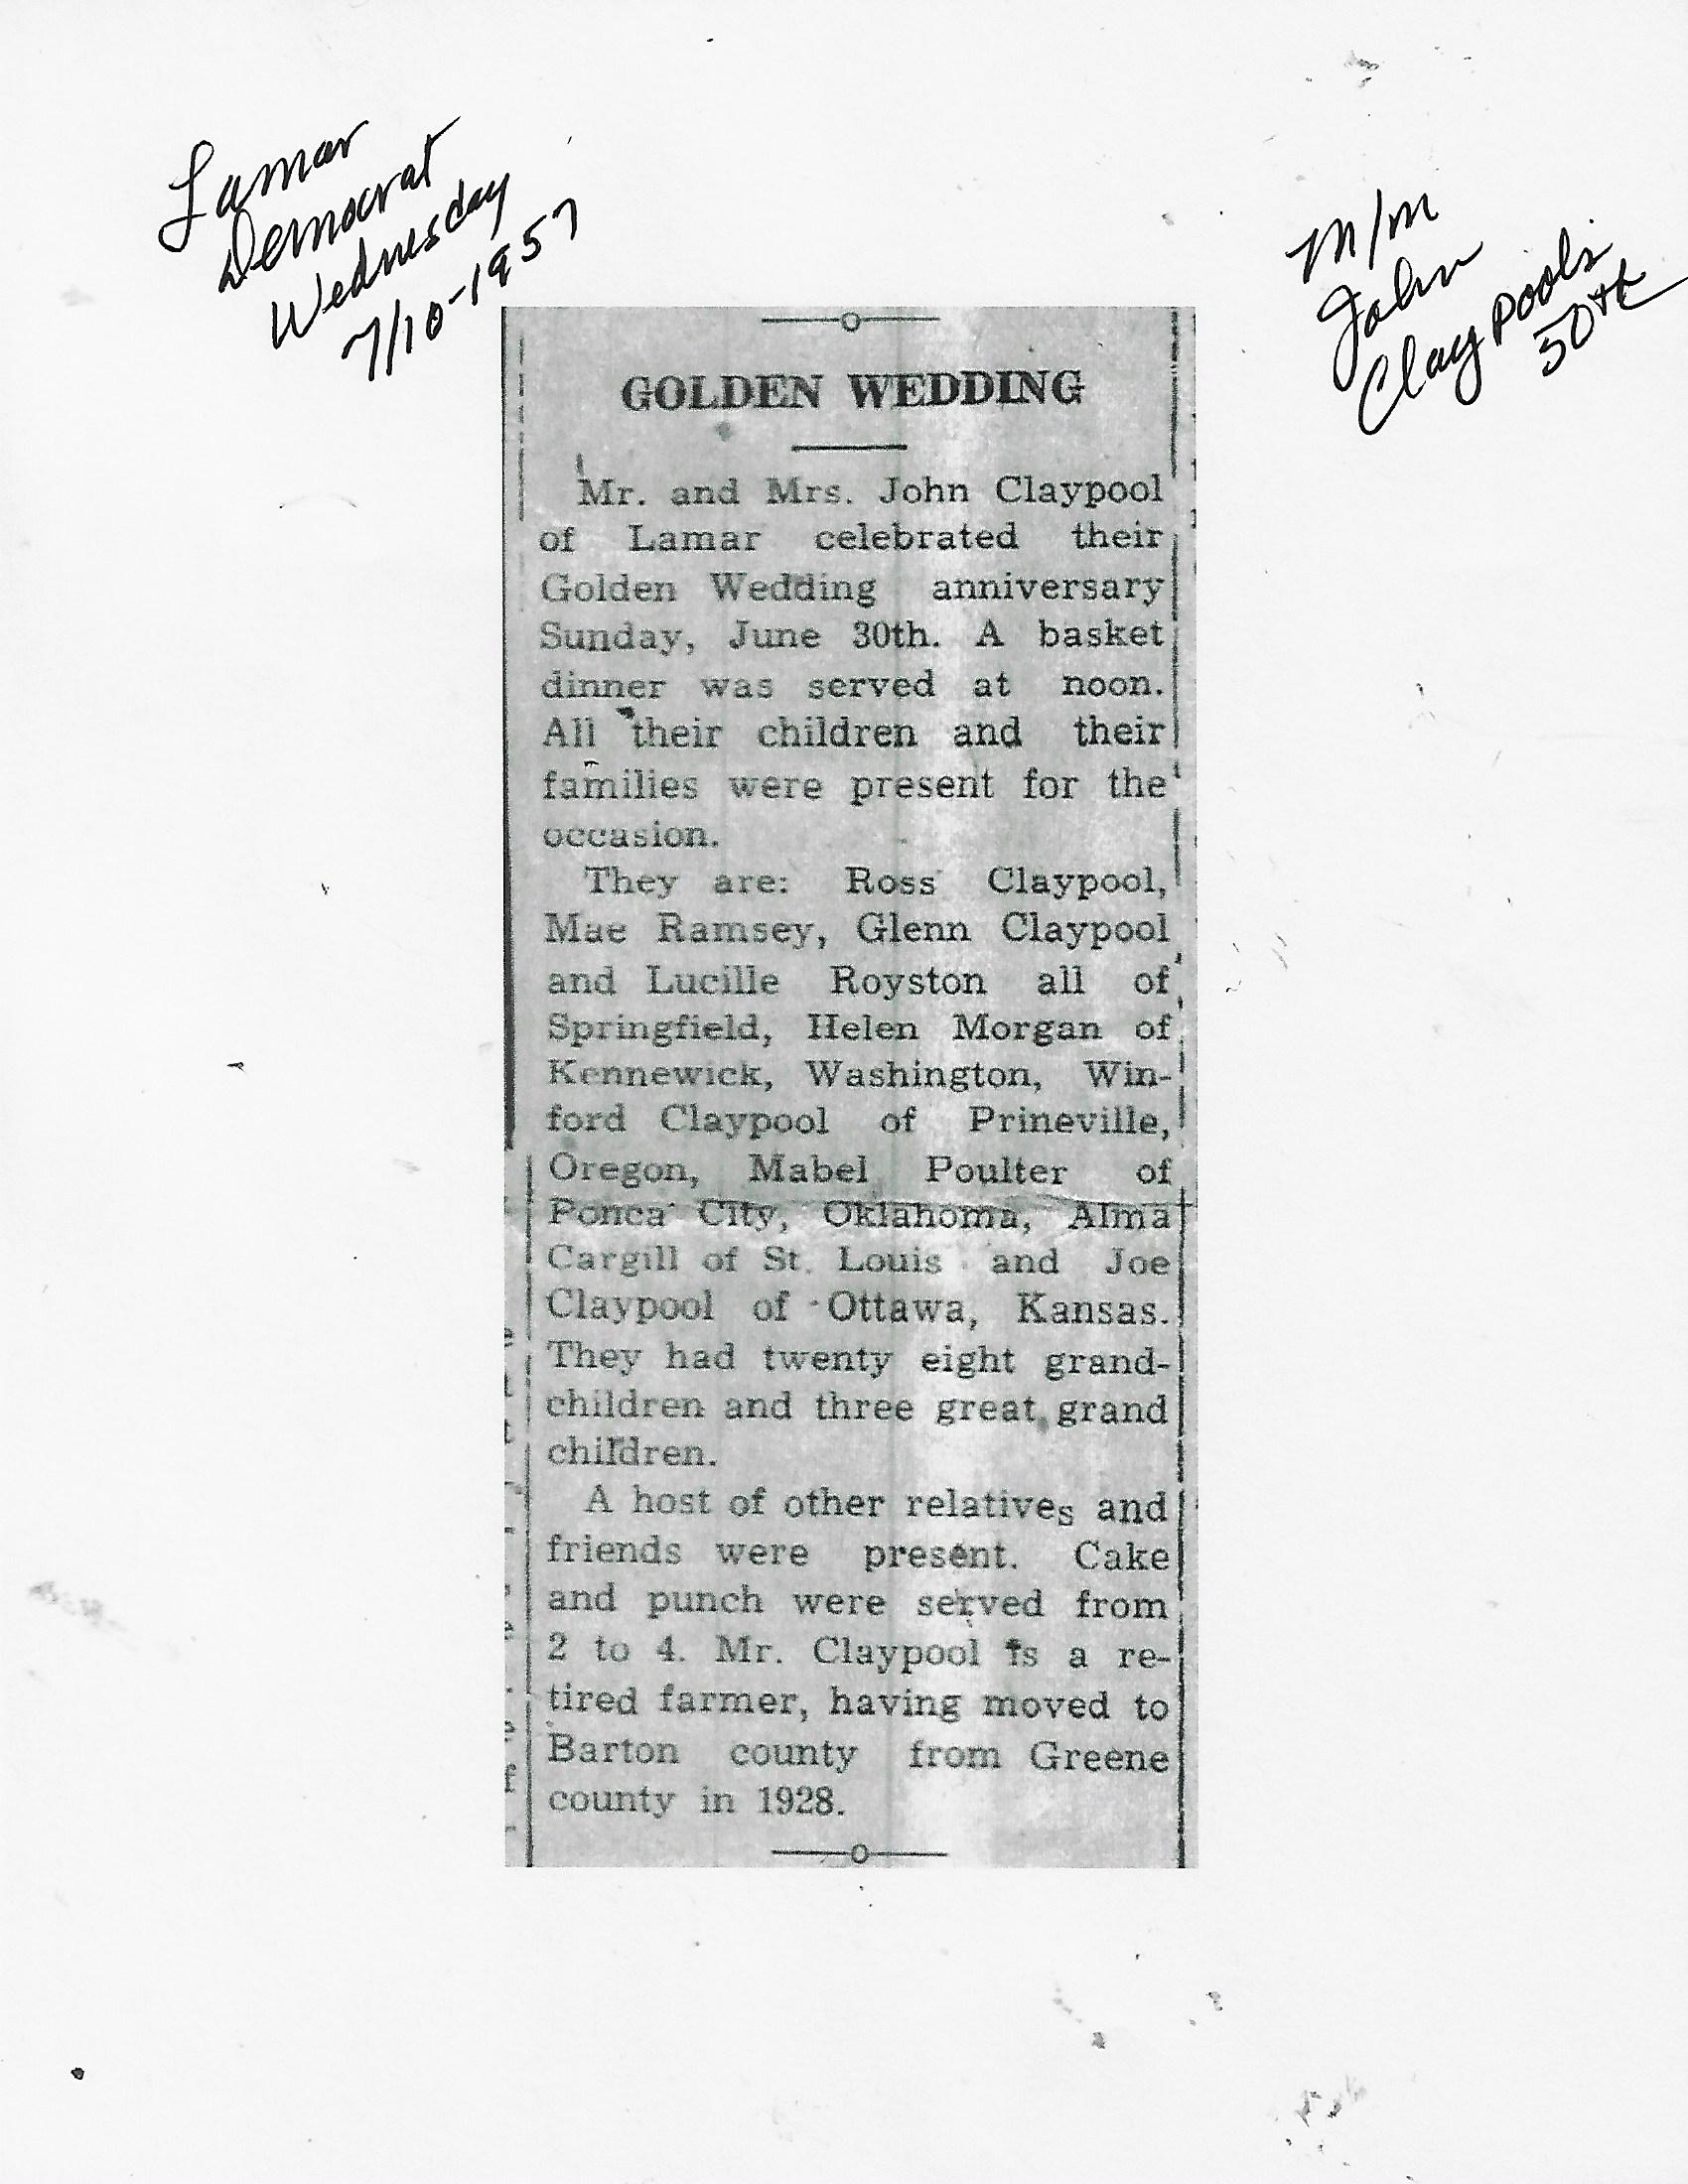 Lamar
Democrat
Wednesday
7/10-1957
M/M
John
Claypools
50th
GOLDEN WEDDING
Mr. and Mrs. John Claypool
of Lamar celebrated their
Golden Wedding anniversary
Sunday, June 30th. A basket
dinner was served at noon.
All their children and their
families were present for the
occasion.
They are: Ross Claypool,
Mae Ramsey, Glenn Claypool
and Lucille Royston all of
Springfield, Helen Morgan of
Kennewick, Washington, Win-
ford Claypool of Prineville,
Oregon, Mabel Poulter of
Ponca City, Oklahoma, Alma
Cargill of St. Louis and Joe
Claypool of Ottawa, Kansas.
They had twenty eight grand-
children and three great grand
children.
A host of other relatives and
friends were present. Cake
and punch were served from
2 to 4. Mr. Claypool is a re-
tired farmer, having moved to
Barton county from Greene
county in 1928.